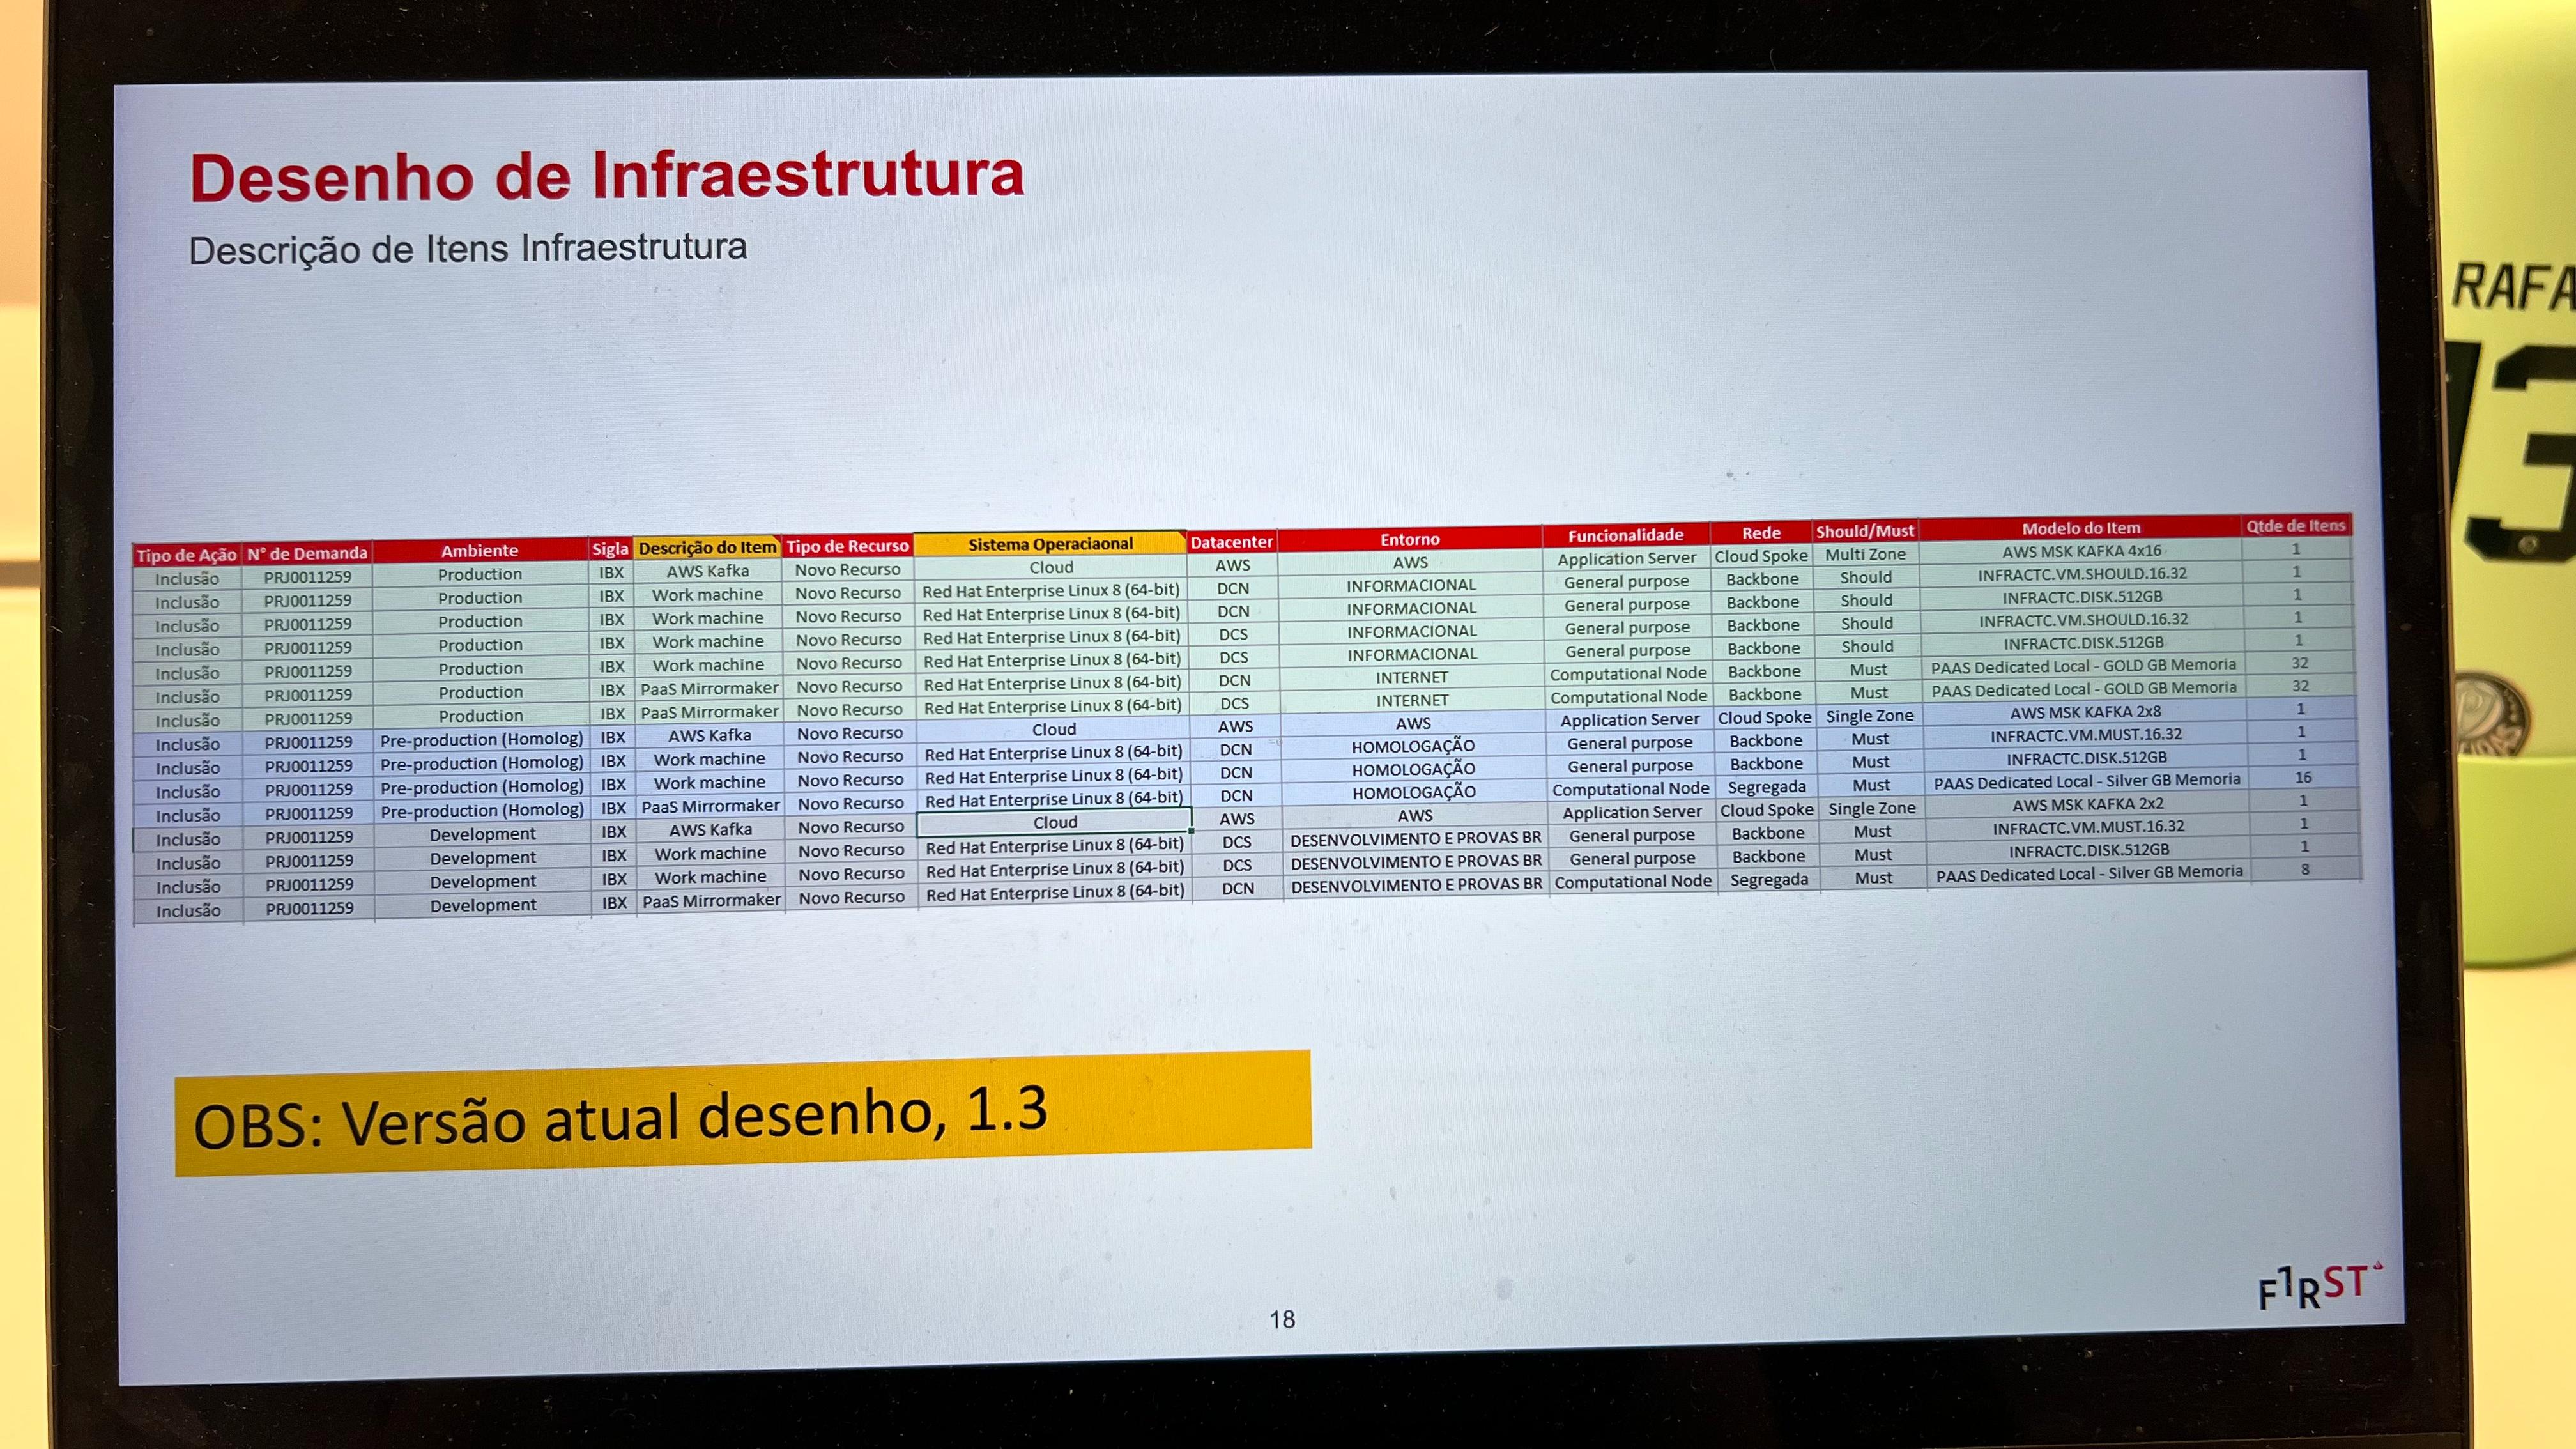 Desenho de Infraestrutura
Descrição de Itens Infraestrutura
RAFA
13
Tipo de Ação N° de Demanda Ambiente Sigla Descrição do Item Tipo de Recurso Sistema Operaciaonal Datacenter Entorno Funcionalidade Rede Should/Must Modelo do Item Qtde de Itens
Inclusão PRJ0011259 Production IBX AWS Kafka Novo Recurso Cloud AWS AWS Application Server Cloud Spoke Multi Zone AWS MSK KAFKA 4x16 1
Inclusão PRJ0011259 Production IBX Work machine Novo Recurso Red Hat Enterprise Linux 8 (64-bit) DCN INFORMACIONAL General purpose Backbone Should INFRACTC.VM.SHOULD.16.32 1
Inclusão PRJ0011259 Production IBX Work machine Novo Recurso Red Hat Enterprise Linux 8 (64-bit) DCN INFORMACIONAL General purpose Backbone Should INFRACTC.DISK.512GB 1
Inclusão PRJ0011259 Production IBX Work machine Novo Recurso Red Hat Enterprise Linux 8 (64-bit) DCS INFORMACIONAL General purpose Backbone Should INFRACTC.VM.SHOULD.16.32 1
Inclusão PRJ0011259 Production IBX Work machine Novo Recurso Red Hat Enterprise Linux 8 (64-bit) DCS INFORMACIONAL General purpose Backbone Should INFRACTC.DISK.512GB 1
Inclusão PRJ0011259 Production IBX PaaS Mirrormaker Novo Recurso Red Hat Enterprise Linux 8 (64-bit) DCN INTERNET Computational Node Backbone Must PAAS Dedicated Local - GOLD GB Memoria 32
Inclusão PRJ0011259 Production IBX PaaS Mirrormaker Novo Recurso Red Hat Enterprise Linux 8 (64-bit) DCS INTERNET Computational Node Backbone Must PAAS Dedicated Local - GOLD GB Memoria 32
Inclusão PRJ0011259 Pre-production (Homolog) IBX AWS Kafka Novo Recurso Cloud AWS AWS Application Server Cloud Spoke Single Zone AWS MSK KAFKA 2x8 1
Inclusão PRJ0011259 Pre-production (Homolog) IBX Work machine Novo Recurso Red Hat Enterprise Linux 8 (64-bit) DCN HOMOLOGAÇÃO General purpose Backbone Must INFRACTC.VM.MUST.16.32 1
Inclusão PRJ0011259 Pre-production (Homolog) IBX Work machine Novo Recurso Red Hat Enterprise Linux 8 (64-bit) DCN HOMOLOGAÇÃO General purpose Backbone Must INFRACTC.DISK.512GB 1
Inclusão PRJ0011259 Pre-production (Homolog) IBX PaaS Mirrormaker Novo Recurso Red Hat Enterprise Linux 8 (64-bit) DCN HOMOLOGAÇÃO Computational Node Segregada Must PAAS Dedicated Local - Silver GB Memoria 16
Inclusão PRJ0011259 Development IBX AWS Kafka Novo Recurso Cloud AWS AWS Application Server Cloud Spoke Single Zone AWS MSK KAFKA 2x2 1
Inclusão PRJ0011259 Development IBX Work machine Novo Recurso Red Hat Enterprise Linux 8 (64-bit) DCS DESENVOLVIMENTO E PROVAS BR General purpose Backbone Must INFRACTC.VM.MUST.16.32 1
Inclusão PRJ0011259 Development IBX Work machine Novo Recurso Red Hat Enterprise Linux 8 (64-bit) DCS DESENVOLVIMENTO E PROVAS BR General purpose Backbone Must INFRACTC.DISK.512GB 1
Inclusão PRJ0011259 Development IBX PaaS Mirrormaker Novo Recurso Red Hat Enterprise Linux 8 (64-bit) DCN DESENVOLVIMENTO E PROVAS BR Computational Node Segregada Must PAAS Dedicated Local - Silver GB Memoria 8
OBS: Versão atual desenho, 1.3
F1RST
18